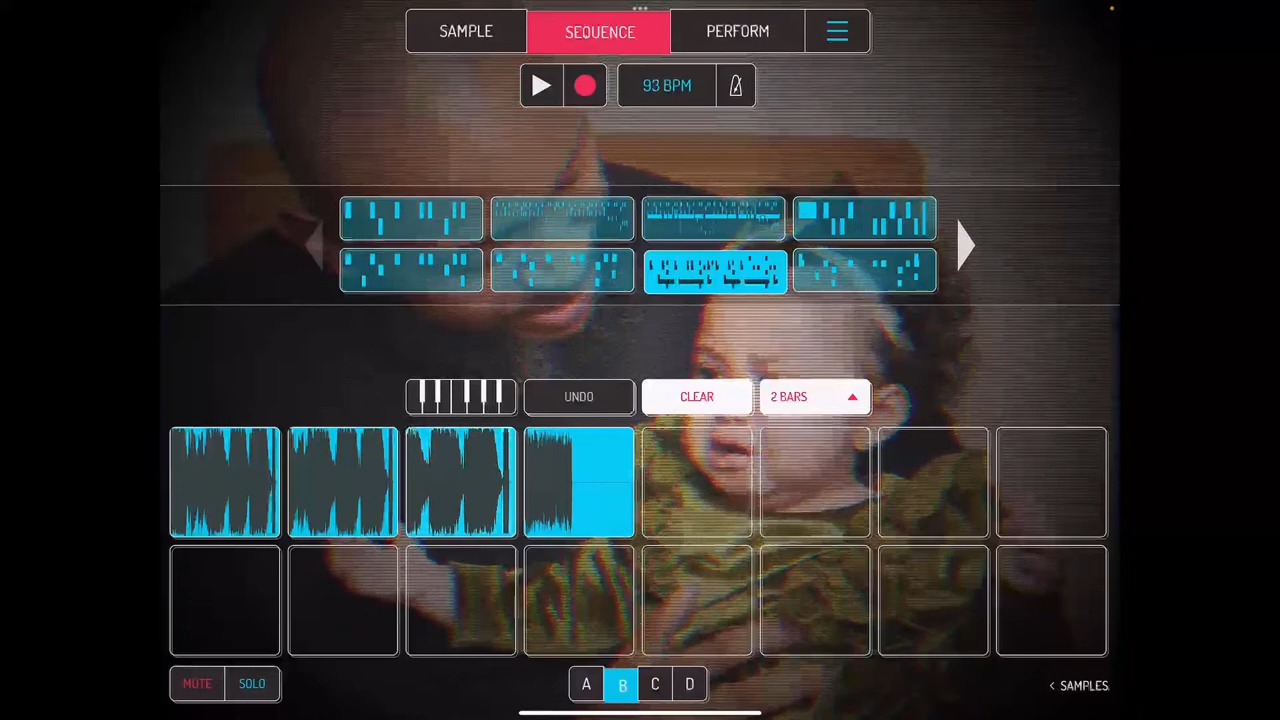 SAMPLE SEQUENCE PERFORM
93 BPM
UNDO CLEAR 2 BARS
MUTE SOLO A B C D < SAMPLES